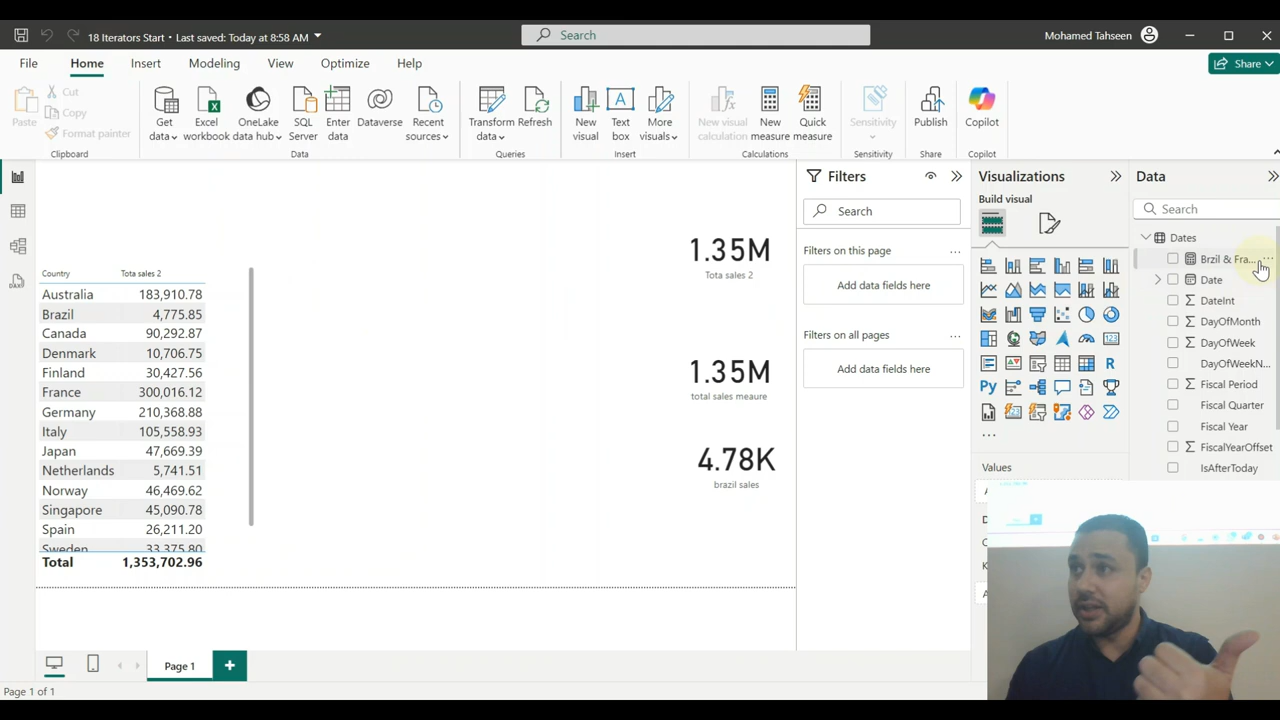 18 Iterators Start • Last saved: Today at 8:58 AM
Search
Mohamed Tahseen
File
Home
Insert
Modeling
View
Optimize
Help
Share
Paste
Cut
Copy
Format painter
Clipboard
Get
data
Excel
workbook
OneLake
data hub
SQL
Server
Enter
data
Dataverse
Recent
sources
Data
Transform
data
Refresh
Queries
New
visual
Text
box
More
visuals
Insert
New visual
calculation
New
measure
Quick
measure
Calculations
Sensitivity
Sensitivity
Publish
Share
Copilot
Copilot
Country Tota sales 2
Australia 183,910.78
Brazil 4,775.85
Canada 90,292.87
Denmark 10,706.75
Finland 30,427.56
France 300,016.12
Germany 210,368.88
Italy 105,558.93
Japan 47,669.39
Netherlands 5,741.51
Norway 46,469.62
Singapore 45,090.78
Spain 26,211.20
Sweden 33,375.80
Total 1,353,702.96
1.35M
Tota sales 2
1.35M
total sales meaure
4.78K
brazil sales
Filters
Search
Filters on this page ...
Add data fields here
Filters on all pages ...
Add data fields here
Visualizations
Build visual
R
Py
...
Values
Data
Search
Dates
Brzil & Fra... ...
Date
DateInt
DayOfMonth
DayOfWeek
DayOfWeekN...
Fiscal Period
Fiscal Quarter
Fiscal Year
FiscalYearOffset
IsAfterToday
Page 1
Page 1 of 1